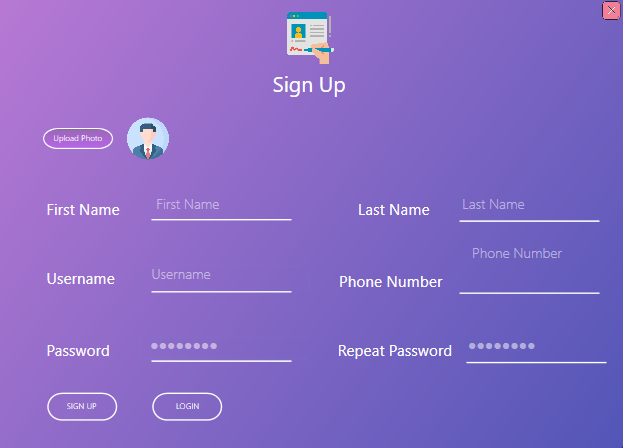 Sign Up
Upload Photo
First Name First Name Last Name Last Name
Username Username Phone Number Phone Number
Password ●●●●●●●● Repeat Password ●●●●●●●●
SIGN UP LOGIN